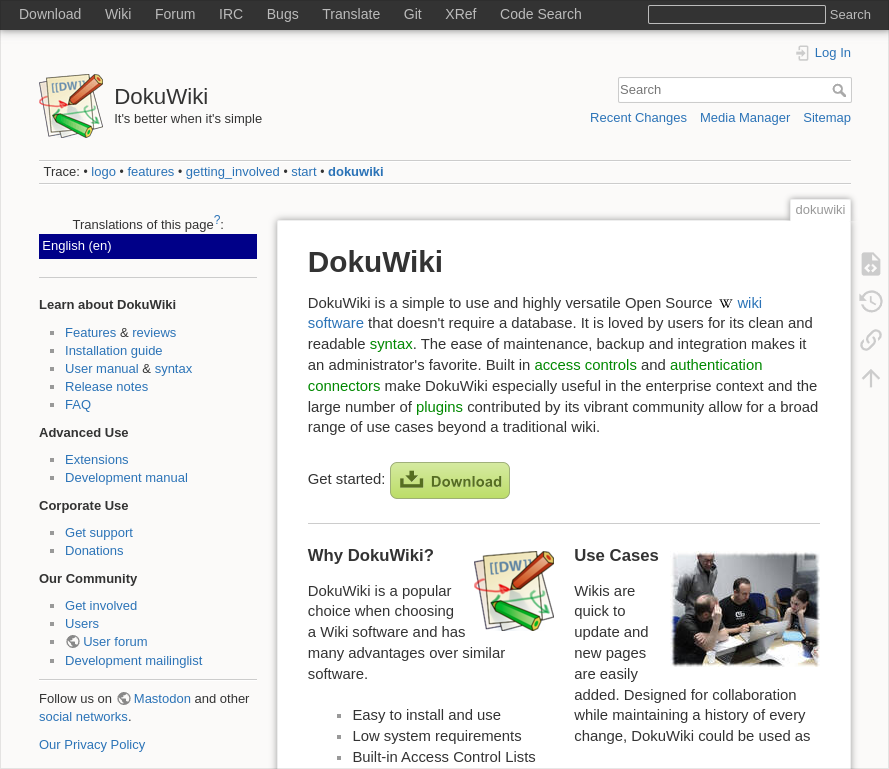 Download Wiki Forum IRC Bugs Translate Git XRef Code Search Search
Log In
DokuWiki
It's better when it's simple
Search
Recent Changes Media Manager Sitemap
Trace: • logo • features • getting_involved • start • dokuwiki
dokuwiki
Translations of this page?:
English (en)
Learn about DokuWiki
Features & reviews
Installation guide
User manual & syntax
Release notes
FAQ
Advanced Use
Extensions
Development manual
Corporate Use
Get support
Donations
Our Community
Get involved
Users
User forum
Development mailinglist
Follow us on Mastodon and other
social networks.
Our Privacy Policy
DokuWiki
DokuWiki is a simple to use and highly versatile Open Source W wiki
software that doesn't require a database. It is loved by users for its clean and
readable syntax. The ease of maintenance, backup and integration makes it
an administrator's favorite. Built in access controls and authentication
connectors make DokuWiki especially useful in the enterprise context and the
large number of plugins contributed by its vibrant community allow for a broad
range of use cases beyond a traditional wiki.
Get started: Download
Why DokuWiki?
[[DW]]
DokuWiki is a popular
choice when choosing
a Wiki software and has
many advantages over similar
software.
Easy to install and use
Low system requirements
Built-in Access Control Lists
Use Cases
Wikis are
quick to
update and
new pages
are easily
added. Designed for collaboration
while maintaining a history of every
change, DokuWiki could be used as